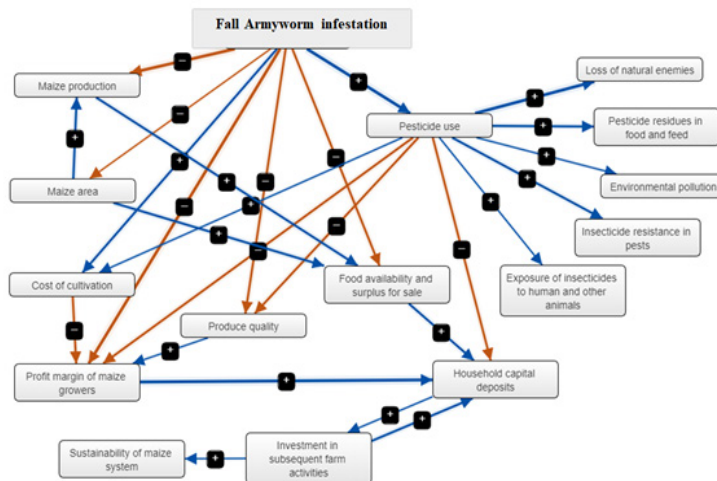 Fall Armyworm infestation
Maize production
Loss of natural enemies
Pesticide use
Pesticide residues in
food and feed
Maize area
Environmental pollution
Insecticide resistance in
pests
Cost of cultivation
Food availability and
surplus for sale
Exposure of insecticides
to human and other
animals
Produce quality
Profit margin of maize
growers
Household capital
deposits
Sustainability of maize
system
Investment in
subsequent farm
activities